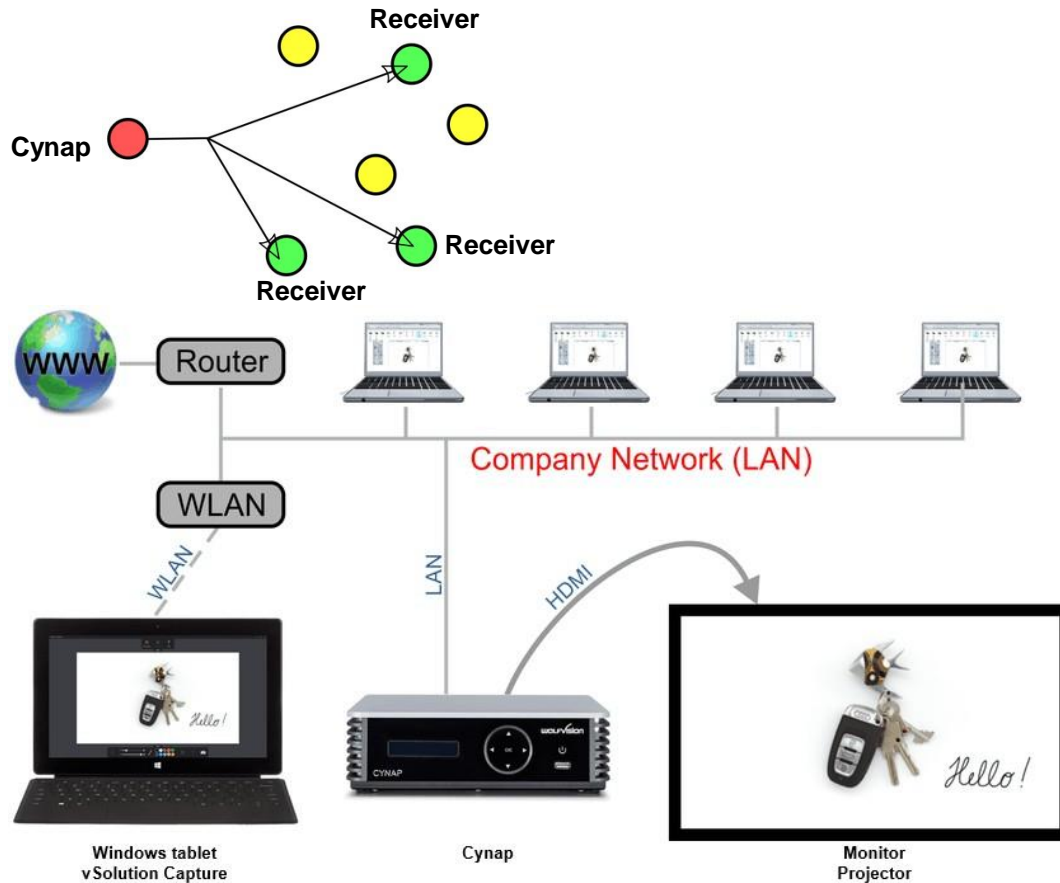 Receiver
Cynap
Receiver
Receiver
WWW
Router
Company Network (LAN)
WLAN
WLAN
LAN
HDMI
Hello!
WOLFVISION
OK
CYNAP
Hello!
Windows tablet
vSolution Capture
Cynap
Monitor
Projector